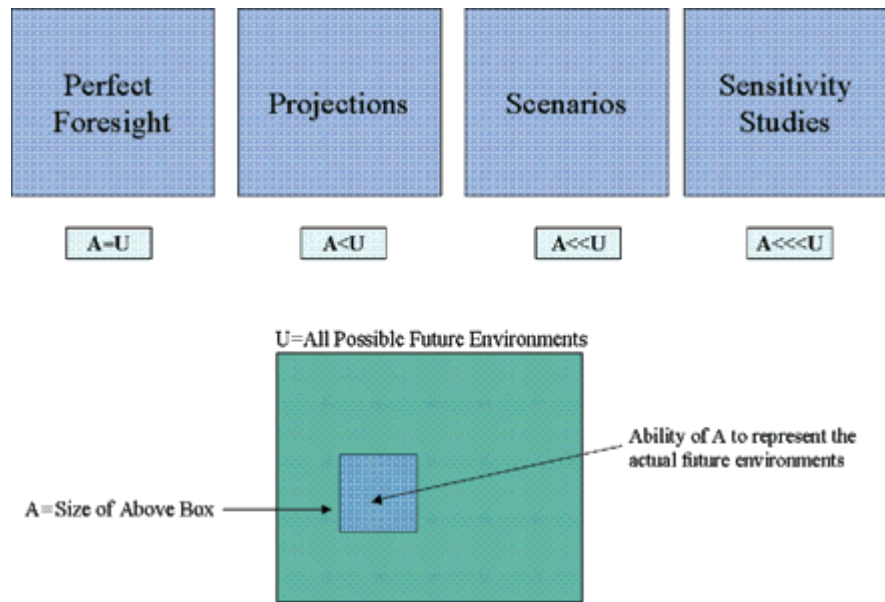 Perfect
Foresight
Projections
Scenarios
Sensitivity
Studies
A=U
A<U
A<<U
A<<<U
U=All Possible Future Environments
Ability of A to represent the
actual future environments
A=Size of Above Box